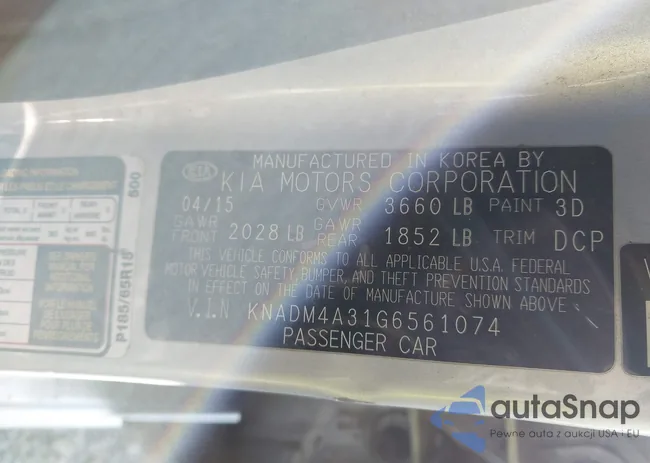 MANUFACTURED IN KOREA BY
KIA KIA MOTORS CORPORATION
04/15 GVWR 3660 LB PAINT 3D
GAWR FRONT 2028 LB GAWR REAR 1852 LB TRIM DCP
THIS VEHICLE CONFORMS TO ALL APPLICABLE U.S.A. FEDERAL
MOTOR VEHICLE SAFETY, BUMPER, AND THEFT PREVENTION STANDARDS
IN EFFECT ON THE DATE OF MANUFACTURE SHOWN ABOVE.
V.I.N KNADM4A31G6561074
PASSENGER CAR
P185/65R15 600
autaSnap
Pewne auta z aukcji USA i EU